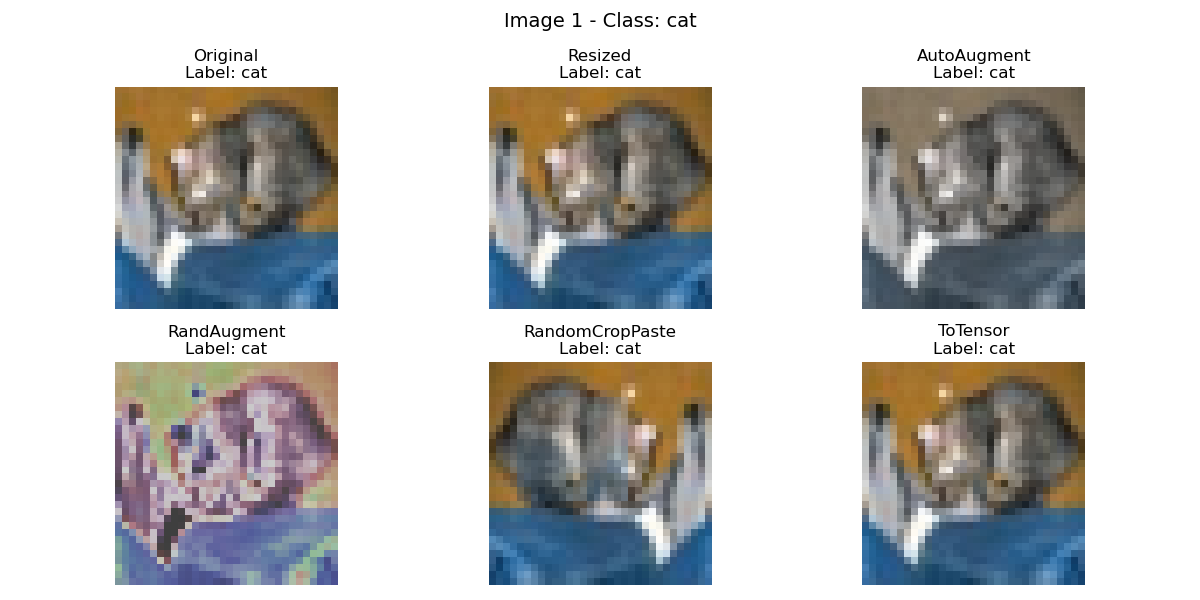 Image 1 - Class: cat
Original
Label: cat
Resized
Label: cat
AutoAugment
Label: cat
RandAugment
Label: cat
RandomCropPaste
Label: cat
ToTensor
Label: cat